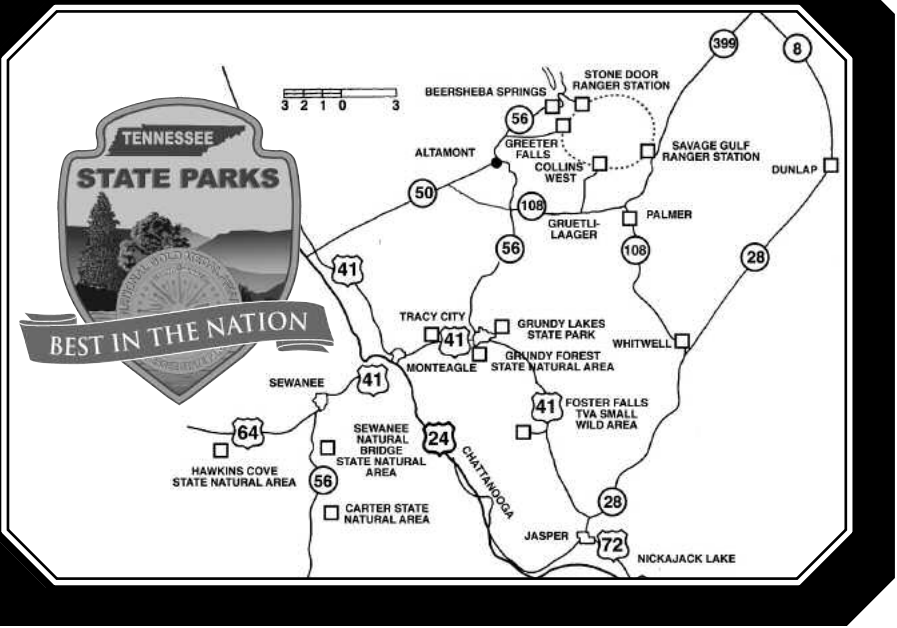 TENNESSEE
STATE PARKS
BEST IN THE NATION
3 2 1 0 3
399
8
STONE DOOR
RANGER STATION
BEERSHEBA SPRINGS
56
GREETER
FALLS
ALTAMONT
COLLINS
WEST
SAVAGE GULF
RANGER STATION
DUNLAP
50
108
GRUETLI-
LAAGER
PALMER
56
108
28
41
TRACY CITY
41
GRUNDY LAKES
STATE PARK
WHITWELL
MONTEAGLE
GRUNDY FOREST
STATE NATURAL AREA
SEWANEE
41
41
FOSTER FALLS
TVA SMALL
WILD AREA
64
SEWANEE
NATURAL
BRIDGE
STATE NATURAL
AREA
24
CHATTANOOGA
HAWKINS COVE
STATE NATURAL AREA
56
CARTER STATE
NATURAL AREA
28
JASPER
72
NICKAJACK LAKE